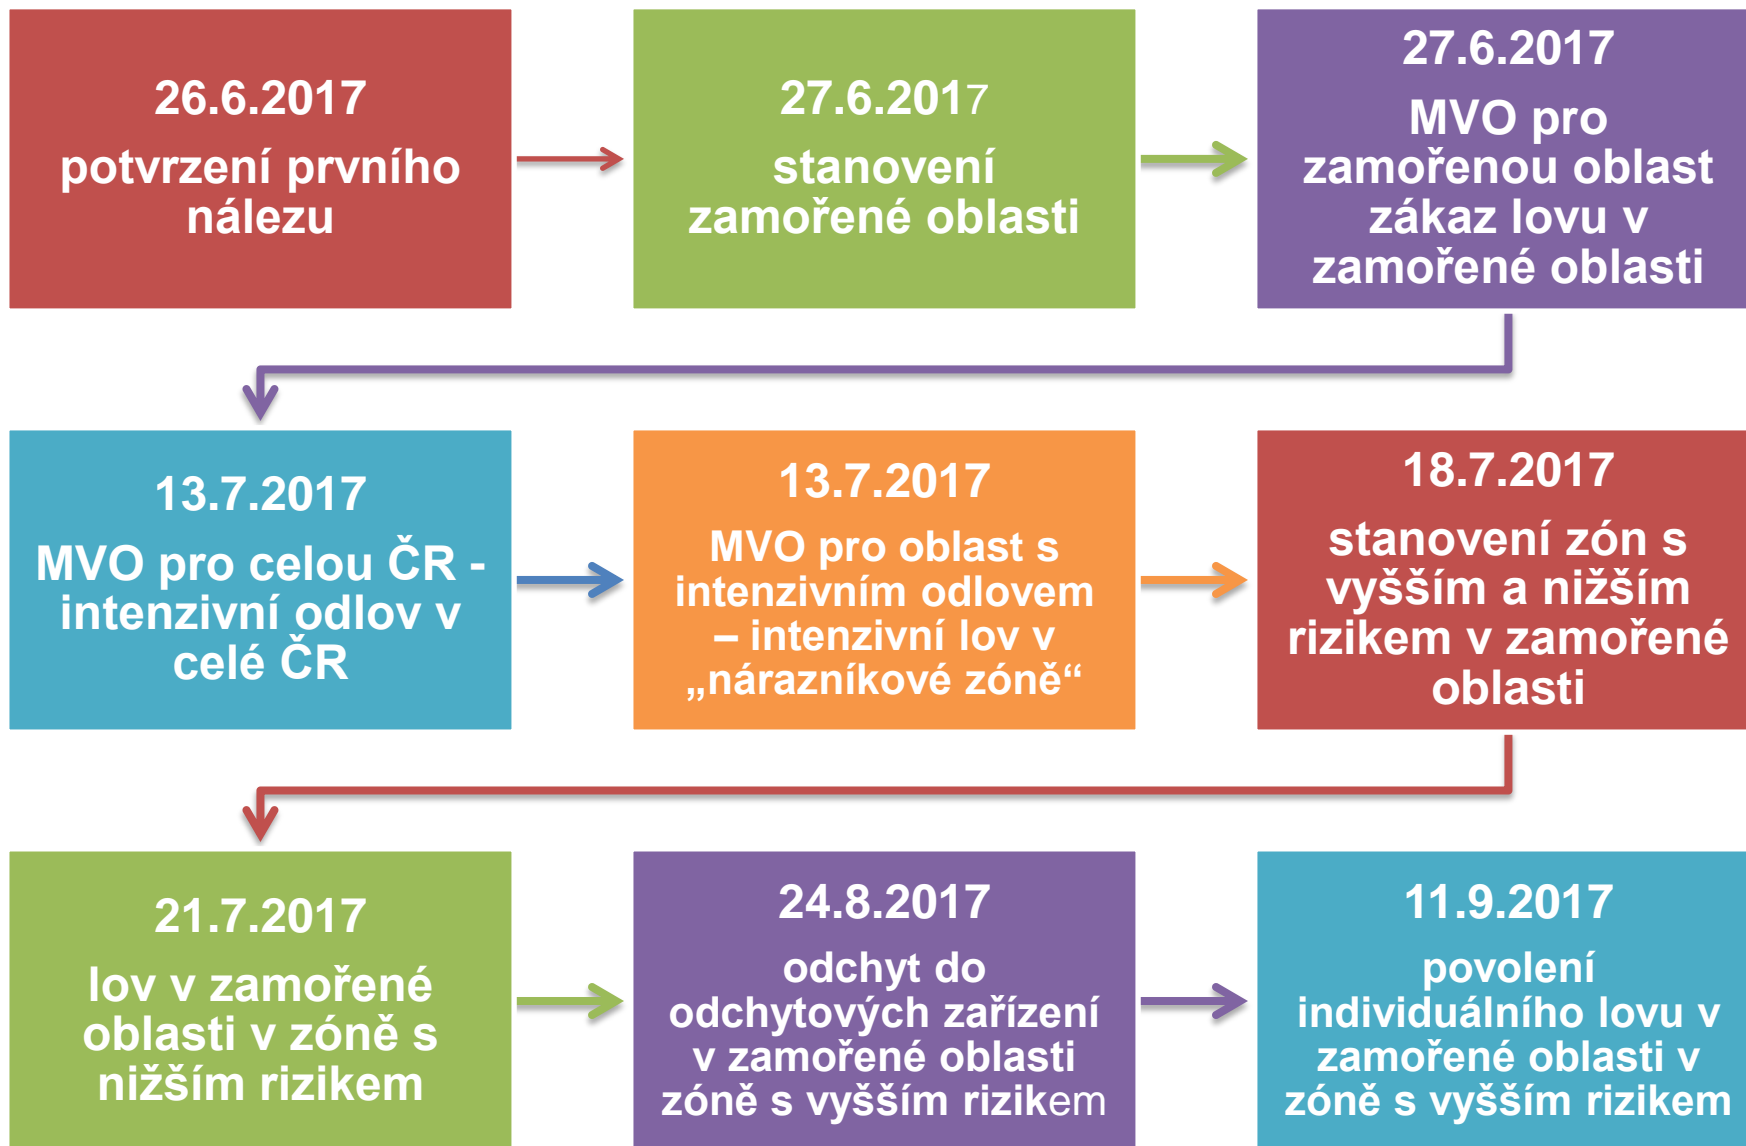 26.6.2017
potvrzení prvního
nálezu
27.6.2017
stanovení
zamořené oblasti
27.6.2017
MVO pro
zamořenou oblast
zákaz lovu v
zamořené oblasti
13.7.2017
MVO pro celou ČR -
intenzivní odlov v
celé ČR
13.7.2017
MVO pro oblast s
intenzivním odlovem
– intenzivní lov v
„nárazníkové zóně“
18.7.2017
stanovení zón s
vyšším a nižším
rizikem v zamořené
oblasti
21.7.2017
lov v zamořené
oblasti v zóně s
nižším rizikem
24.8.2017
odchyt do
odchytových zařízení
v zamořené oblasti
zóně s vyšším rizikem
11.9.2017
povolení
individuálního lovu v
zamořené oblasti v
zóně s vyšším rizikem